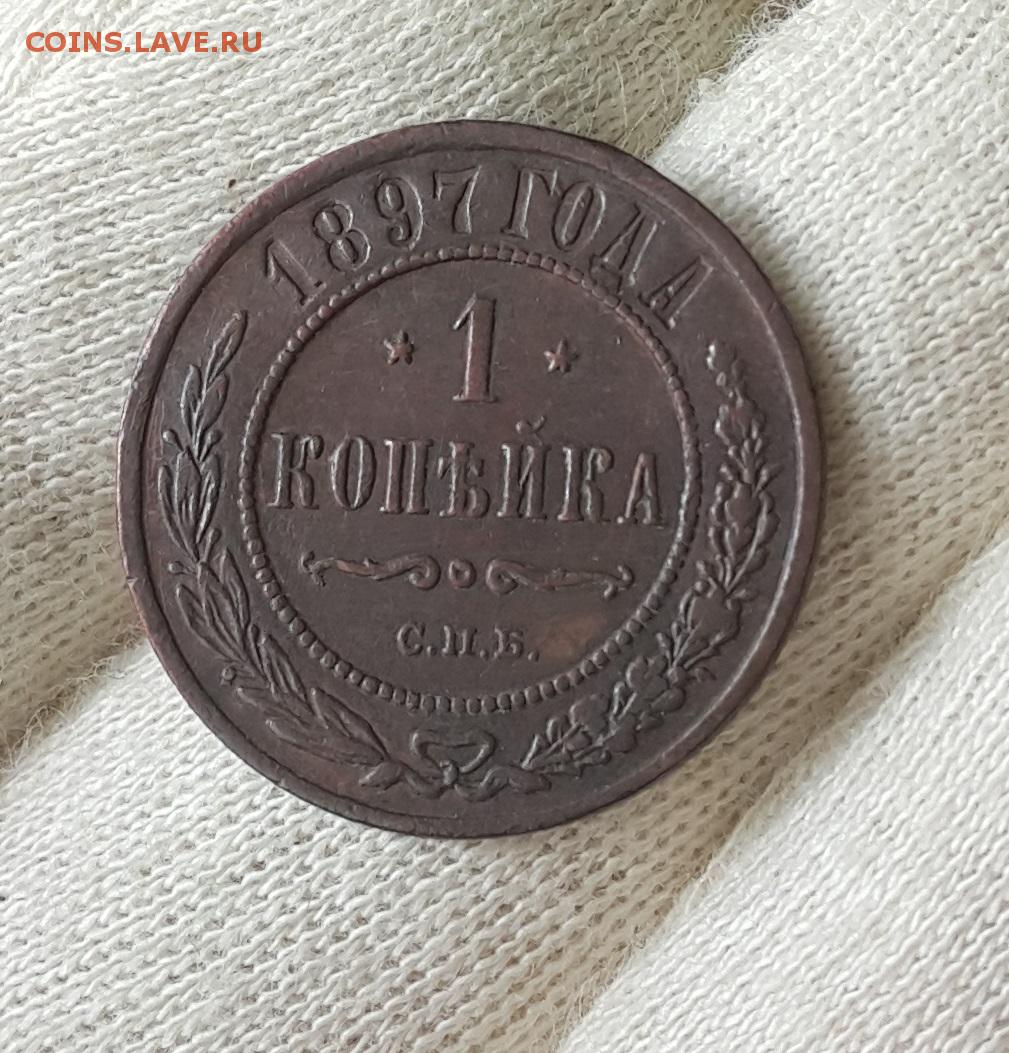 COINS.LAVE.RU
1897 ГОДА
* 1 *
КОПѢЙКА
С.П.Б.